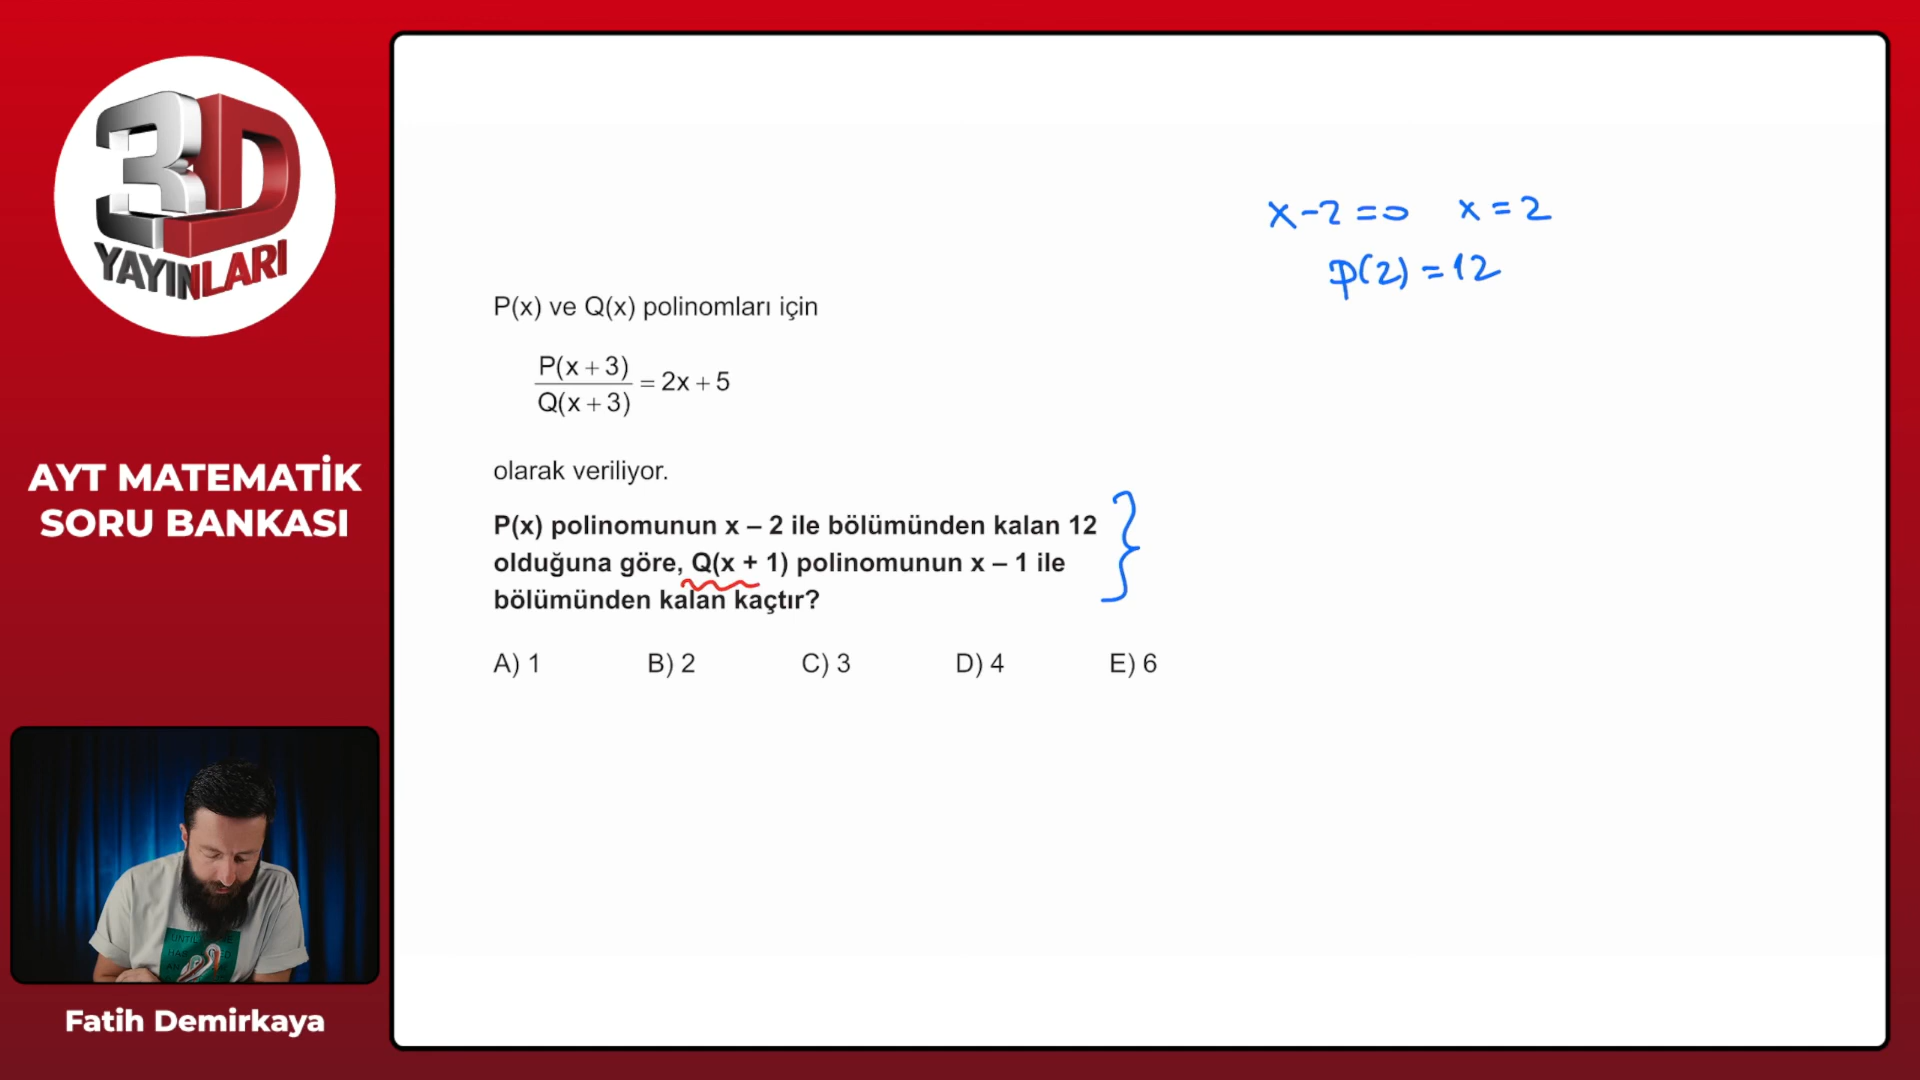 3D
YAYINLARI
AYT MATEMATİK
SORU BANKASI
Fatih Demirkaya
P(x) ve Q(x) polinomları için
P(x + 3)
Q(x + 3)
= 2x + 5
olarak veriliyor.
P(x) polinomunun x – 2 ile bölümünden kalan 12
olduğuna göre, Q(x + 1) polinomunun x – 1 ile
bölümünden kalan kaçtır?
A) 1 B) 2 C) 3 D) 4 E) 6
x-2=0 x=2
P(2)=12